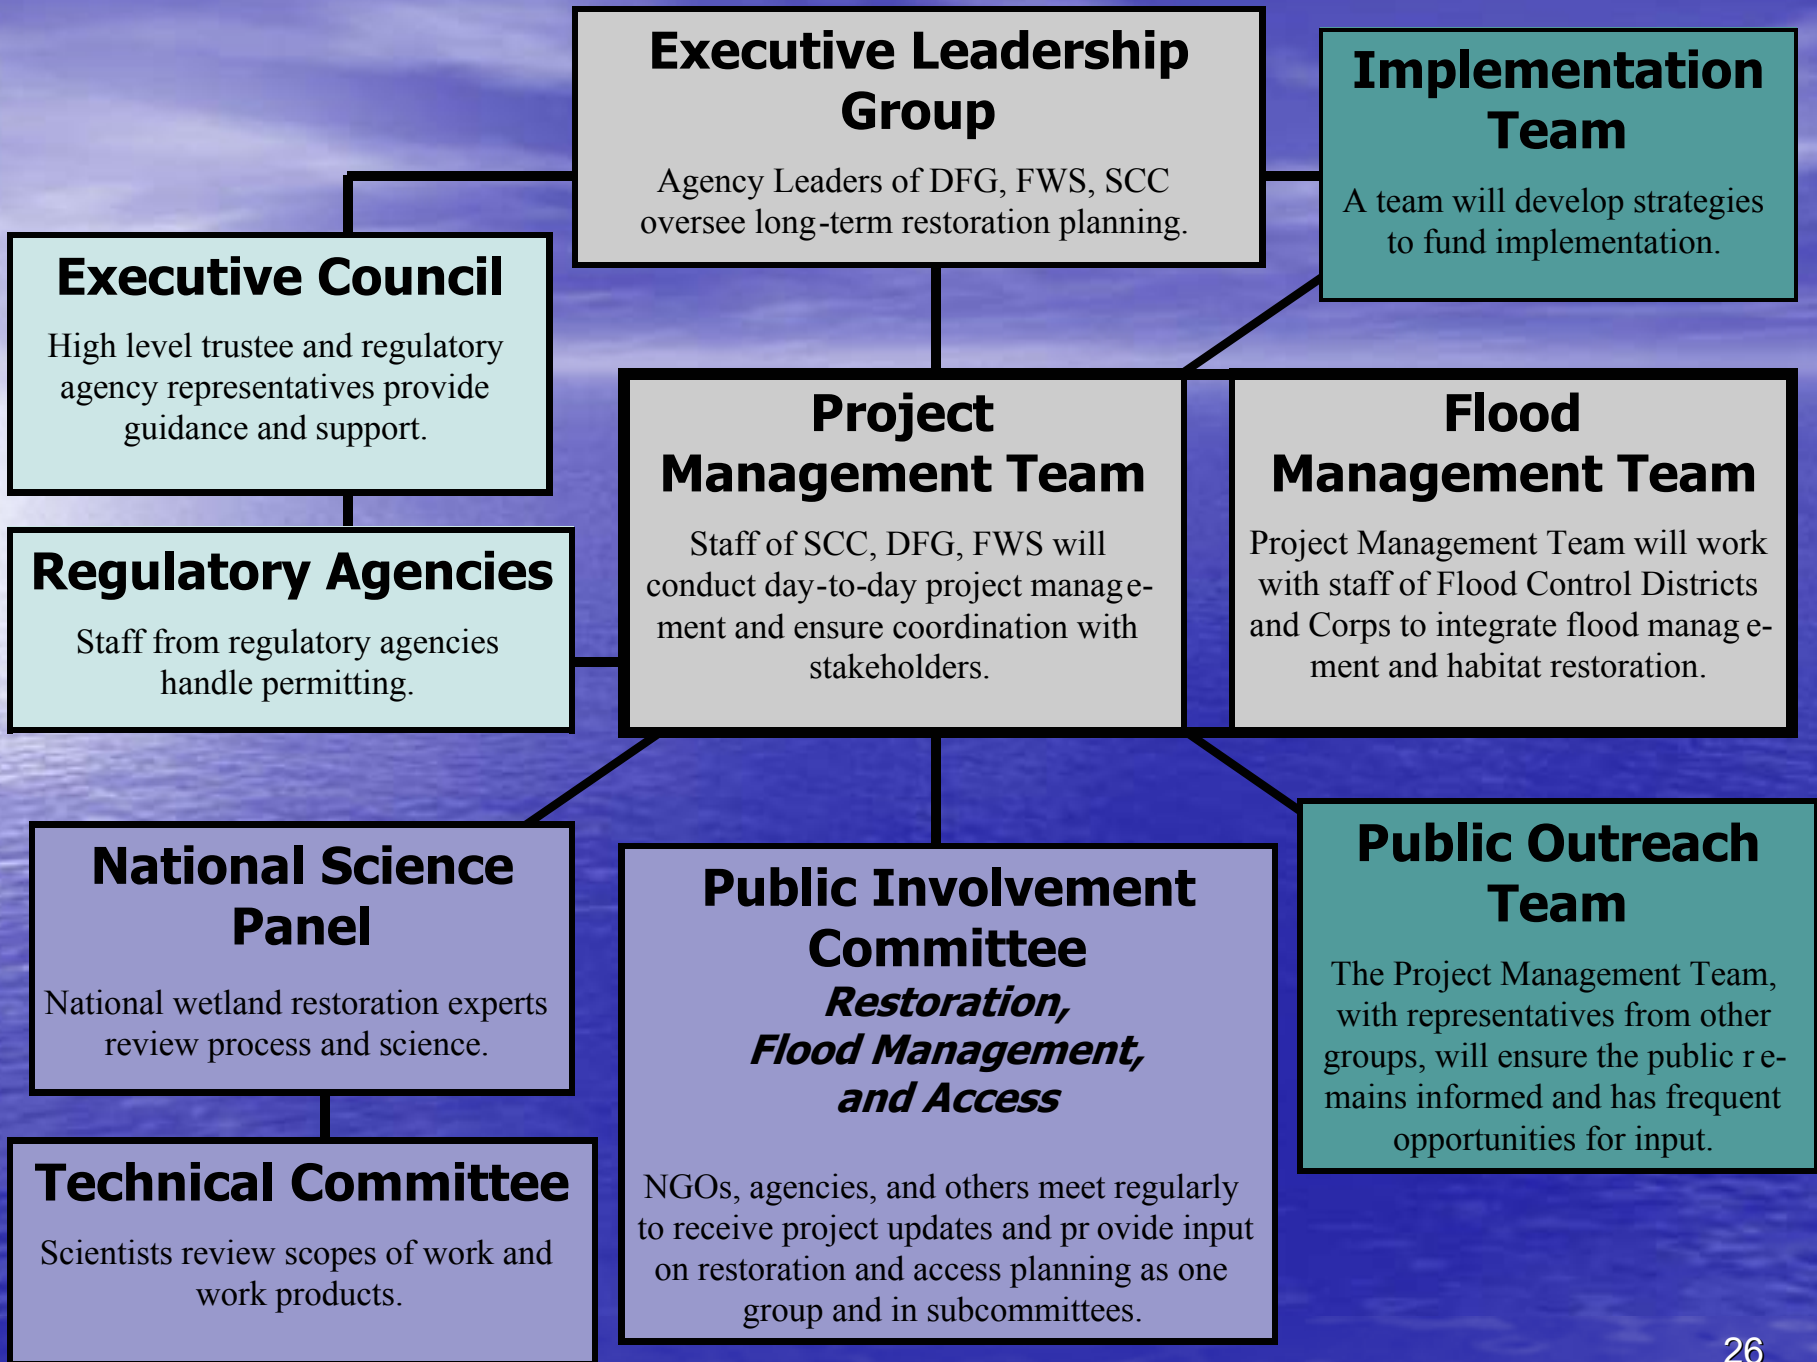 Executive Leadership
Group
Agency Leaders of DFG, FWS, SCC
oversee long-term restoration planning.
Implementation
Team
A team will develop strategies
to fund implementation.
Executive Council
High level trustee and regulatory
agency representatives provide
guidance and support.
Regulatory Agencies
Staff from regulatory agencies
handle permitting.
Project
Management Team
Staff of SCC, DFG, FWS will
conduct day-to-day project manage-
ment and ensure coordination with
stakeholders.
Flood
Management Team
Project Management Team will work
with staff of Flood Control Districts
and Corps to integrate flood manag e-
ment and habitat restoration.
National Science
Panel
National wetland restoration experts
review process and science.
Technical Committee
Scientists review scopes of work and
work products.
Public Involvement
Committee
Restoration,
Flood Management,
and Access
NGOs, agencies, and others meet regularly
to receive project updates and pr ovide input
on restoration and access planning as one
group and in subcommittees.
Public Outreach
Team
The Project Management Team,
with representatives from other
groups, will ensure the public r e-
mains informed and has frequent
opportunities for input.
26